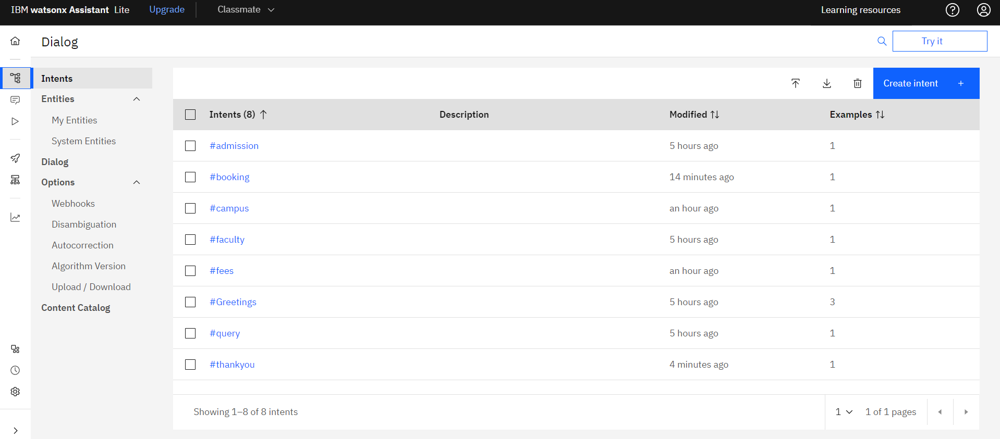 IBM watsonx Assistant Lite Upgrade Classmate Learning resources
Dialog Try it
Intents
Entities
My Entities
System Entities
Dialog
Options
Webhooks
Disambiguation
Autocorrection
Algorithm Version
Upload / Download
Content Catalog
Create intent +
Intents (8) Description Modified Examples
#admission 5 hours ago 1
#booking 14 minutes ago 1
#campus an hour ago 1
#faculty 5 hours ago 1
#fees an hour ago 1
#Greetings 5 hours ago 3
#query 5 hours ago 1
#thankyou 4 minutes ago 1
Showing 1–8 of 8 intents 1 1 of 1 pages